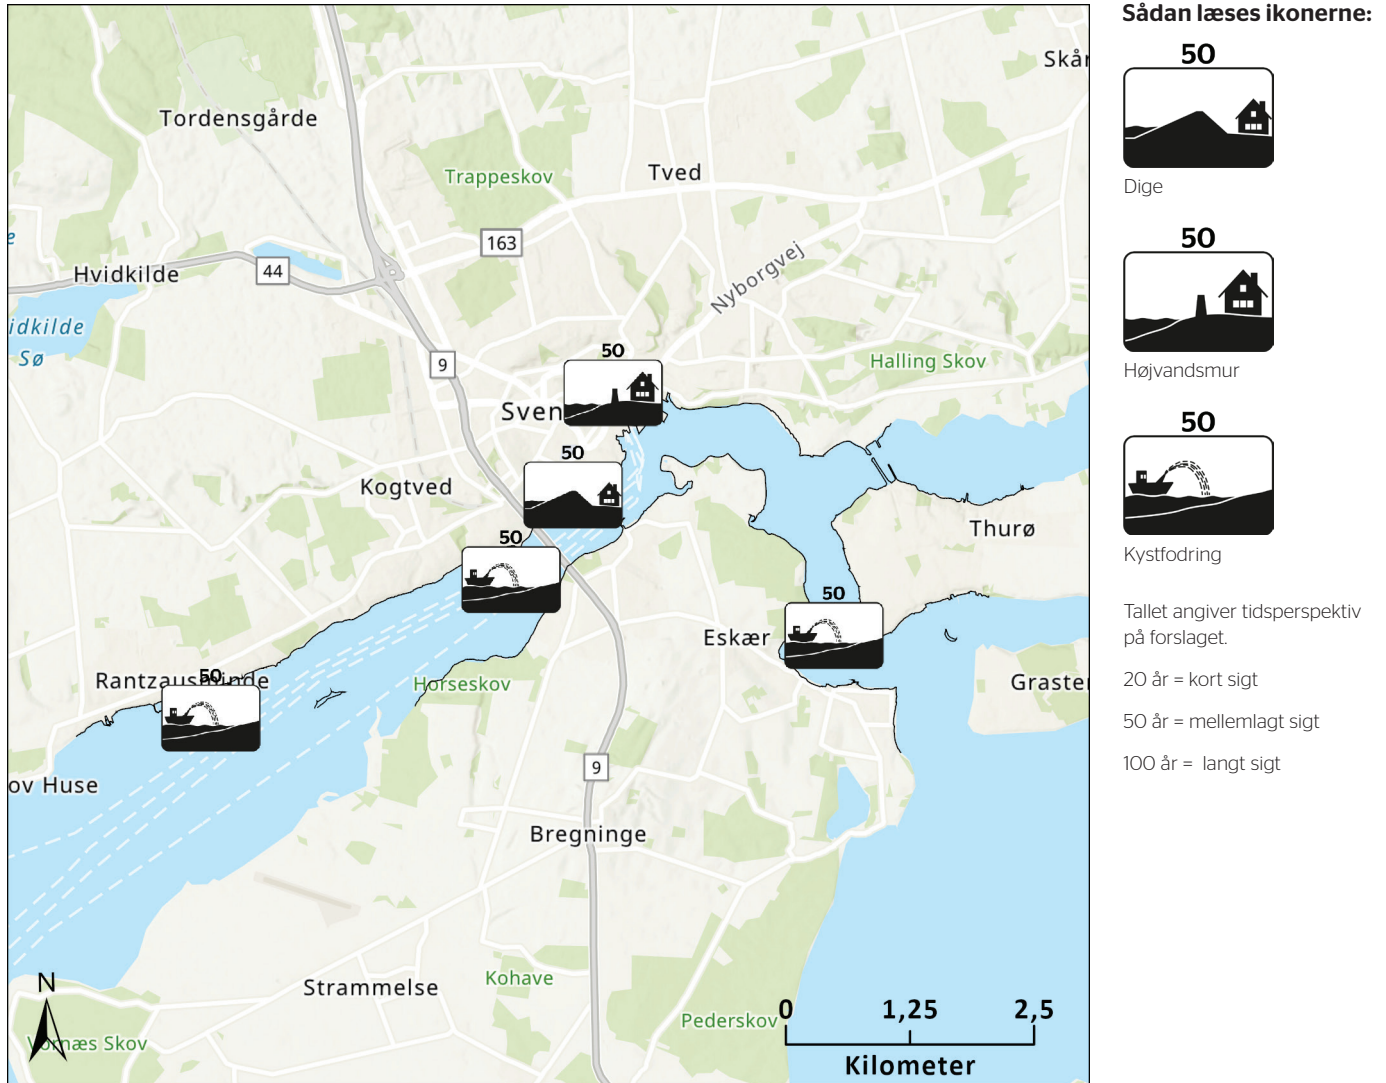 Skår
Tordensgårde
Trappeskov
Tved
163
Nyborgvej
Hvidkilde
44
idkilde
Sø
9
50
Halling Skov
Sven
50
Kogtved
Thurø
50
50
Eskær
Rantzausminde
50
Horseskov
Graste
9
ov Huse
Bregninge
Kohave
Strammelse
N
Pederskov
Vornæs Skov
0 1,25 2,5
Kilometer
Sådan læses ikonerne:
50
Dige
50
Højvandsmur
50
Kystfodring
Tallet angiver tidsperspektiv
på forslaget.
20 år = kort sigt
50 år = mellemlagt sigt
100 år = langt sigt